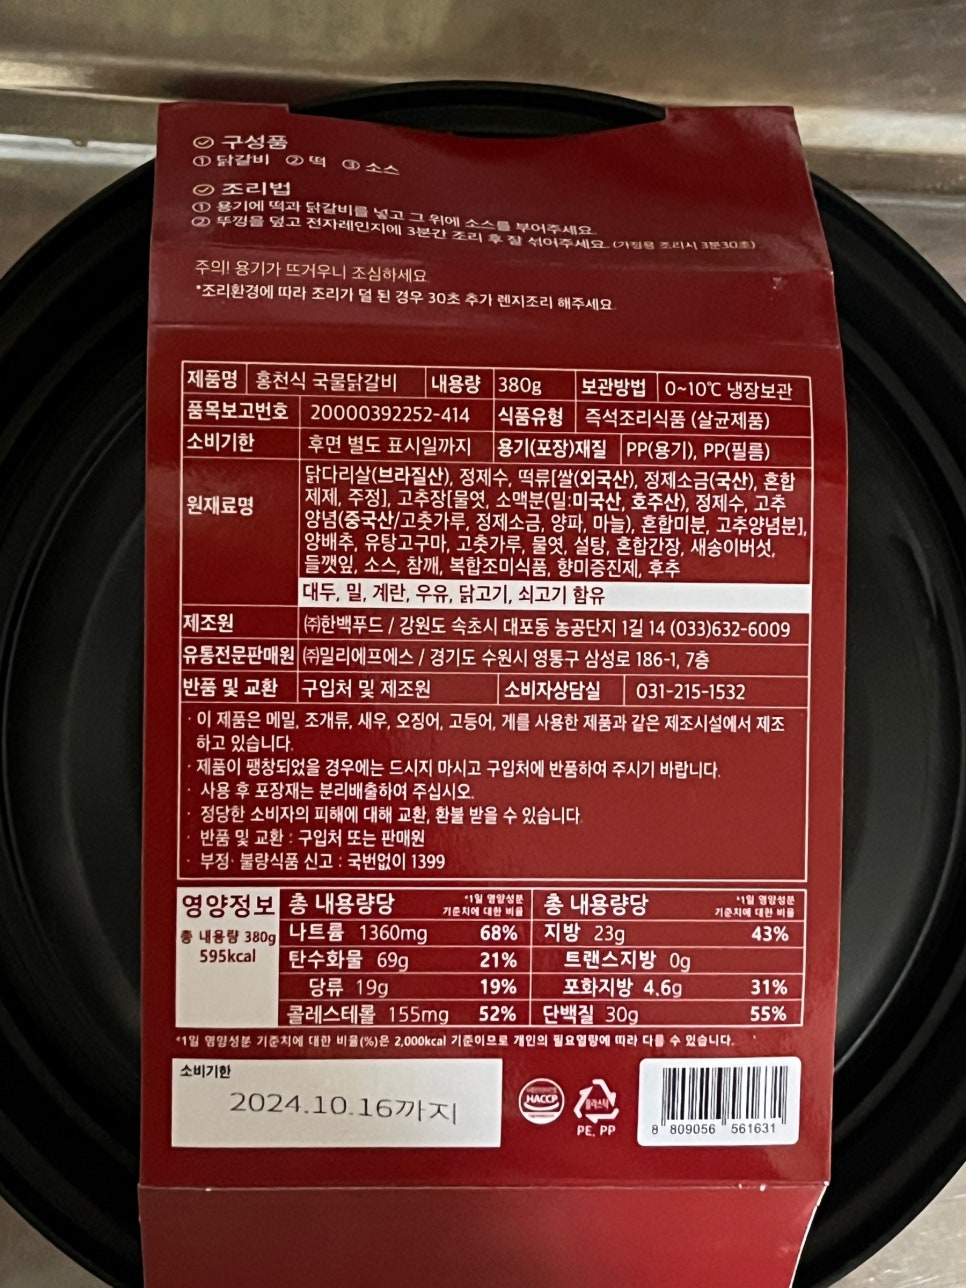 구성품
① 닭갈비 ② 떡 ③ 소스
조리법
① 용기에 떡과 닭갈비를 넣고 그 위에 소스를 부어주세요.
② 뚜껑을 덮고 전자레인지에 3분간 조리 후 잘 섞어주세요. (가정용 조리시 3분30초)
주의! 용기가 뜨거우니 조심하세요.
*조리환경에 따라 조리가 덜 된 경우 30초 추가 렌지조리 해주세요.
제품명 홍천식 국물닭갈비 내용량 380g 보관방법 0~10℃ 냉장보관
품목보고번호 20000392252-414 식품유형 즉석조리식품 (살균제품)
소비기한 후면 별도 표시일까지 용기(포장)재질 PP(용기), PP(필름)
원재료명
닭다리살(브라질산), 정제수, 떡류[쌀(외국산), 정제소금(국산), 혼합
제제, 주정], 고추장[물엿, 소맥분(밀:미국산, 호주산), 정제수, 고추
양념(중국산/고춧가루, 정제소금, 양파, 마늘), 혼합미분, 고추양념분],
양배추, 유탕고구마, 고춧가루, 물엿, 설탕, 혼합간장, 새송이버섯,
들깻잎, 소스, 참깨, 복합조미식품, 향미증진제, 후추
대두, 밀, 계란, 우유, 닭고기, 쇠고기 함유
제조원 ㈜한백푸드 / 강원도 속초시 대포동 농공단지 1길 14 (033)632-6009
유통전문판매원 ㈜밀리에프에스 / 경기도 수원시 영통구 삼성로 186-1, 7층
반품 및 교환 구입처 및 제조원 소비자상담실 031-215-1532
· 이 제품은 메밀, 조개류, 새우, 오징어, 고등어, 게를 사용한 제품과 같은 제조시설에서 제조
하고 있습니다.
· 제품이 팽창되었을 경우에는 드시지 마시고 구입처에 반품하여 주시기 바랍니다.
· 사용 후 포장재는 분리배출하여 주십시오.
· 정당한 소비자의 피해에 대해 교환, 환불 받을 수 있습니다
· 반품 및 교환 : 구입처 또는 판매원
· 부정· 불량식품 신고 : 국번없이 1399
영양정보
총 내용량 380g
595kcal
총 내용량당 *1일 영양성분 기준치에 대한 비율 총 내용량당 *1일 영양성분 기준치에 대한 비율
나트륨 1360mg 68% 지방 23g 43%
탄수화물 69g 21% 트랜스지방 0g
당류 19g 19% 포화지방 4.6g 31%
콜레스테롤 155mg 52% 단백질 30g 55%
*1일 영양성분 기준치에 대한 비율(%)은 2,000kcal 기준이므로 개인의 필요열량에 따라 다를 수 있습니다.
소비기한
2024.10.16까지
HACCP
플라스틱
PE, PP
8 809056 561631